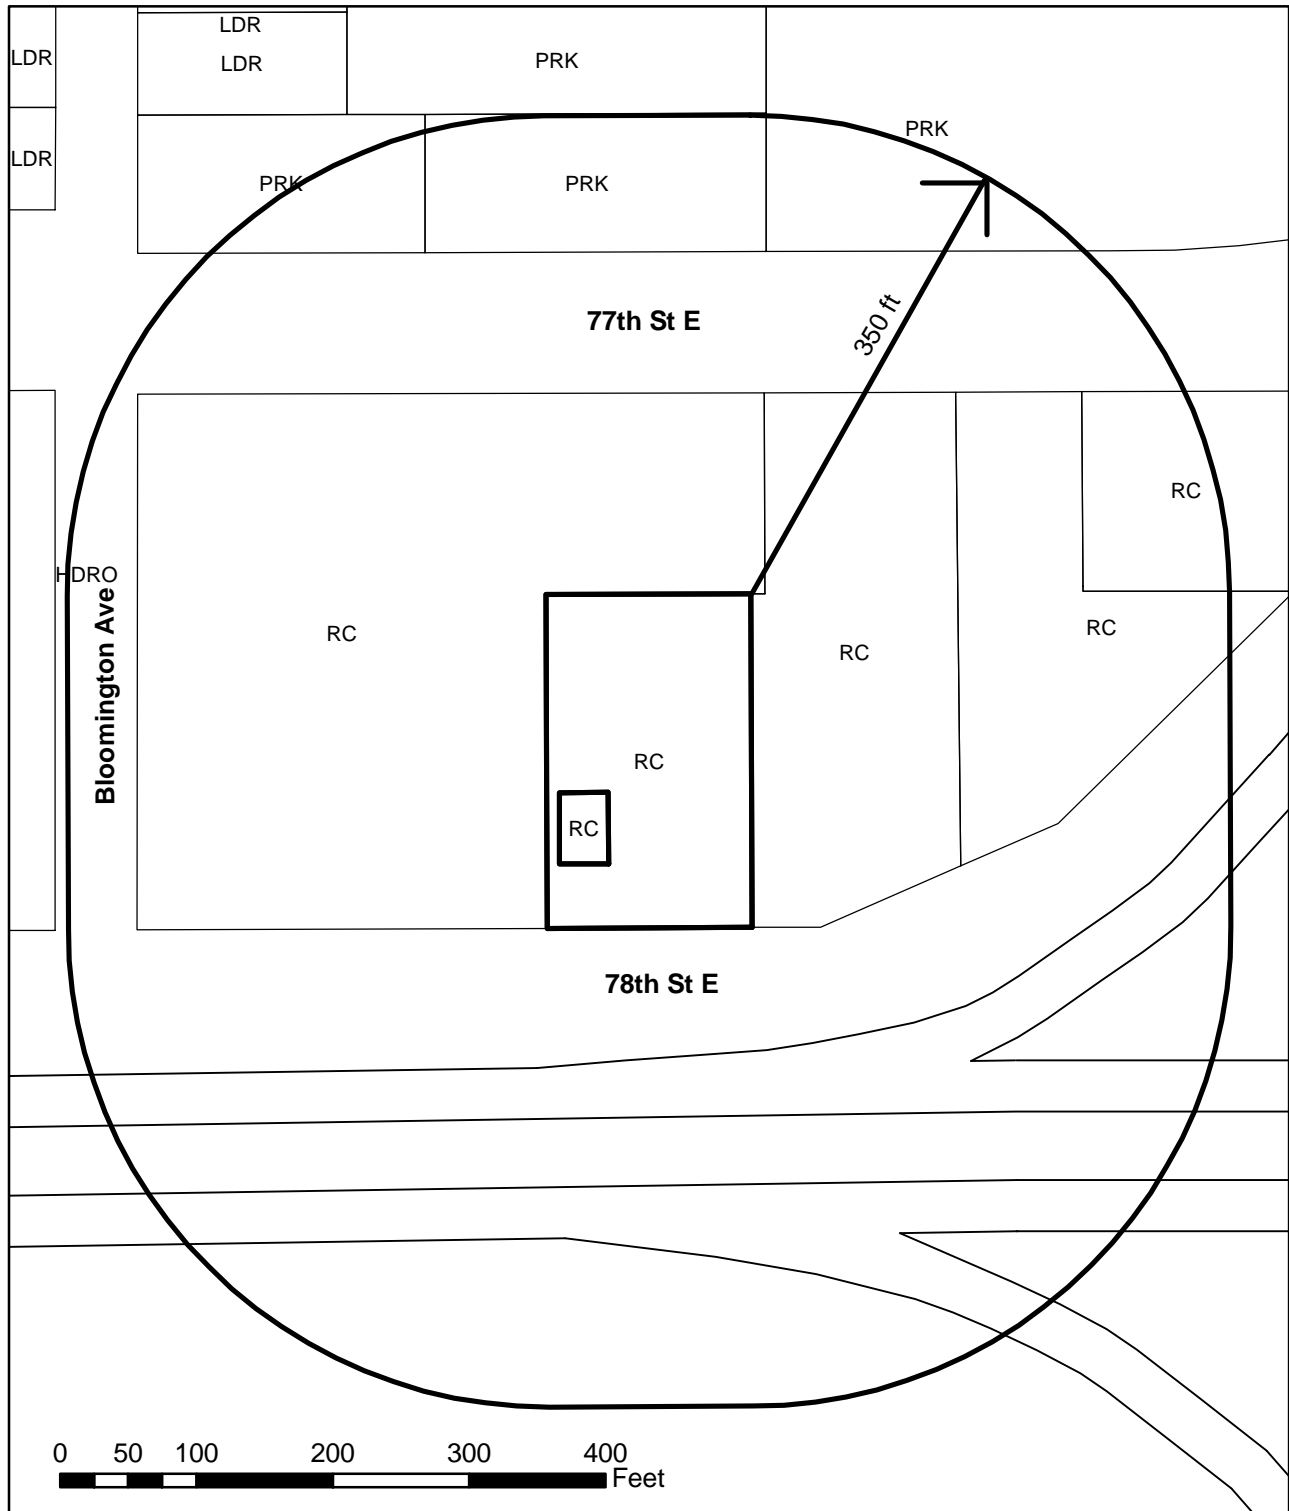 LDR
LDR
LDR
PRK
PRK
LDR
PRK
PRK
77th St E
350 ft
RC
HDRO
Bloomington Ave
RC
RC
RC
RC
RC
78th St E
0 50 100 200 300 400
Feet